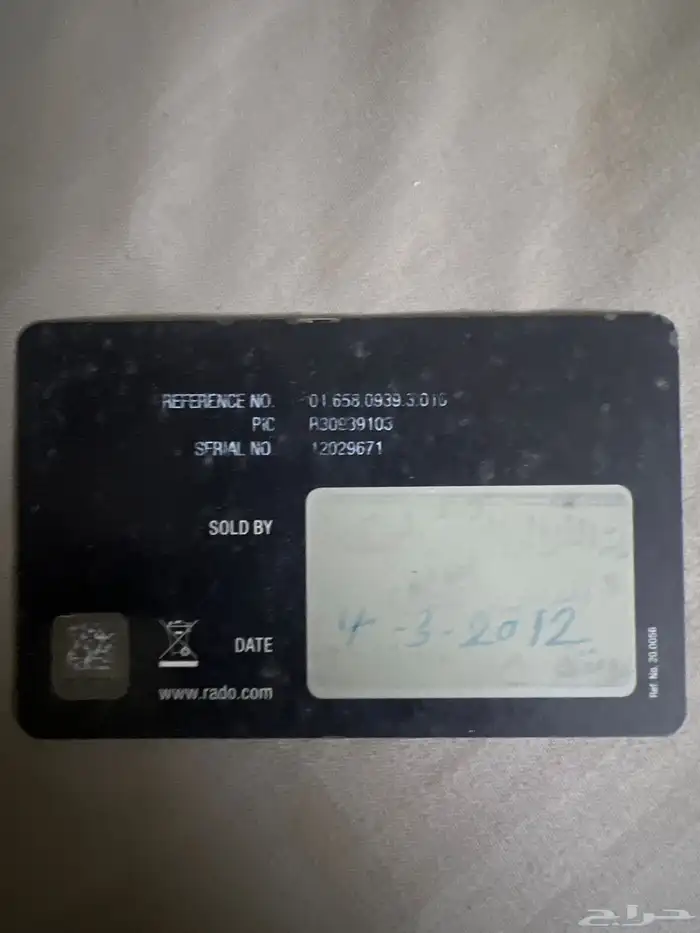 REFERENCE NO. 01.658.0939.3.010
PIC R30939103
SERIAL NO 12029671
SOLD BY
4-3-2012
DATE
www.rado.com
Ref. No. 20.0056
حراج